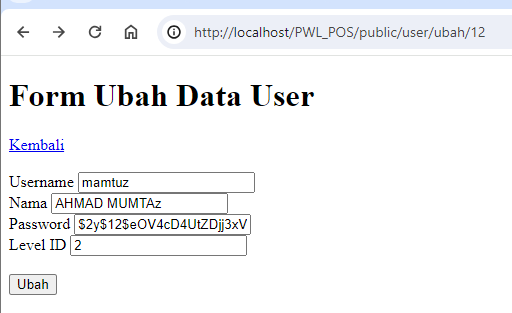 http://localhost/PWL_POS/public/user/ubah/12
Form Ubah Data User
Kembali
Username mamtuz
Nama AHMAD MUMTAz
Password $2y$12$eOV4cD4UtZDjj3xV
Level ID 2
Ubah